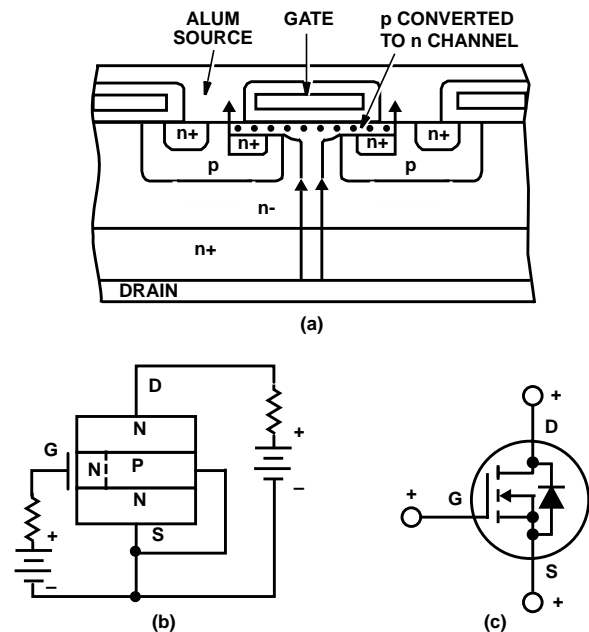 ALUM
SOURCE
GATE
p CONVERTED
TO n CHANNEL
n+
n+
n+
n+
p
p
n-
n+
DRAIN
(a)
D
N
G
N
P
N
S
+
–
+
–
(b)
+
D
+
G
S
+
(c)